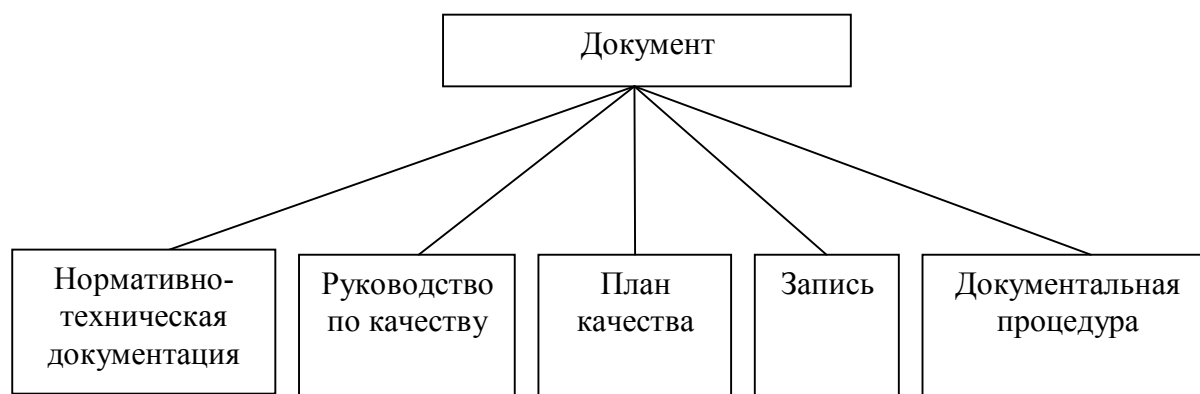 Документ
Нормативно-
техническая
документация
Руководство
по качеству
План
качества
Запись
Документальная
процедура